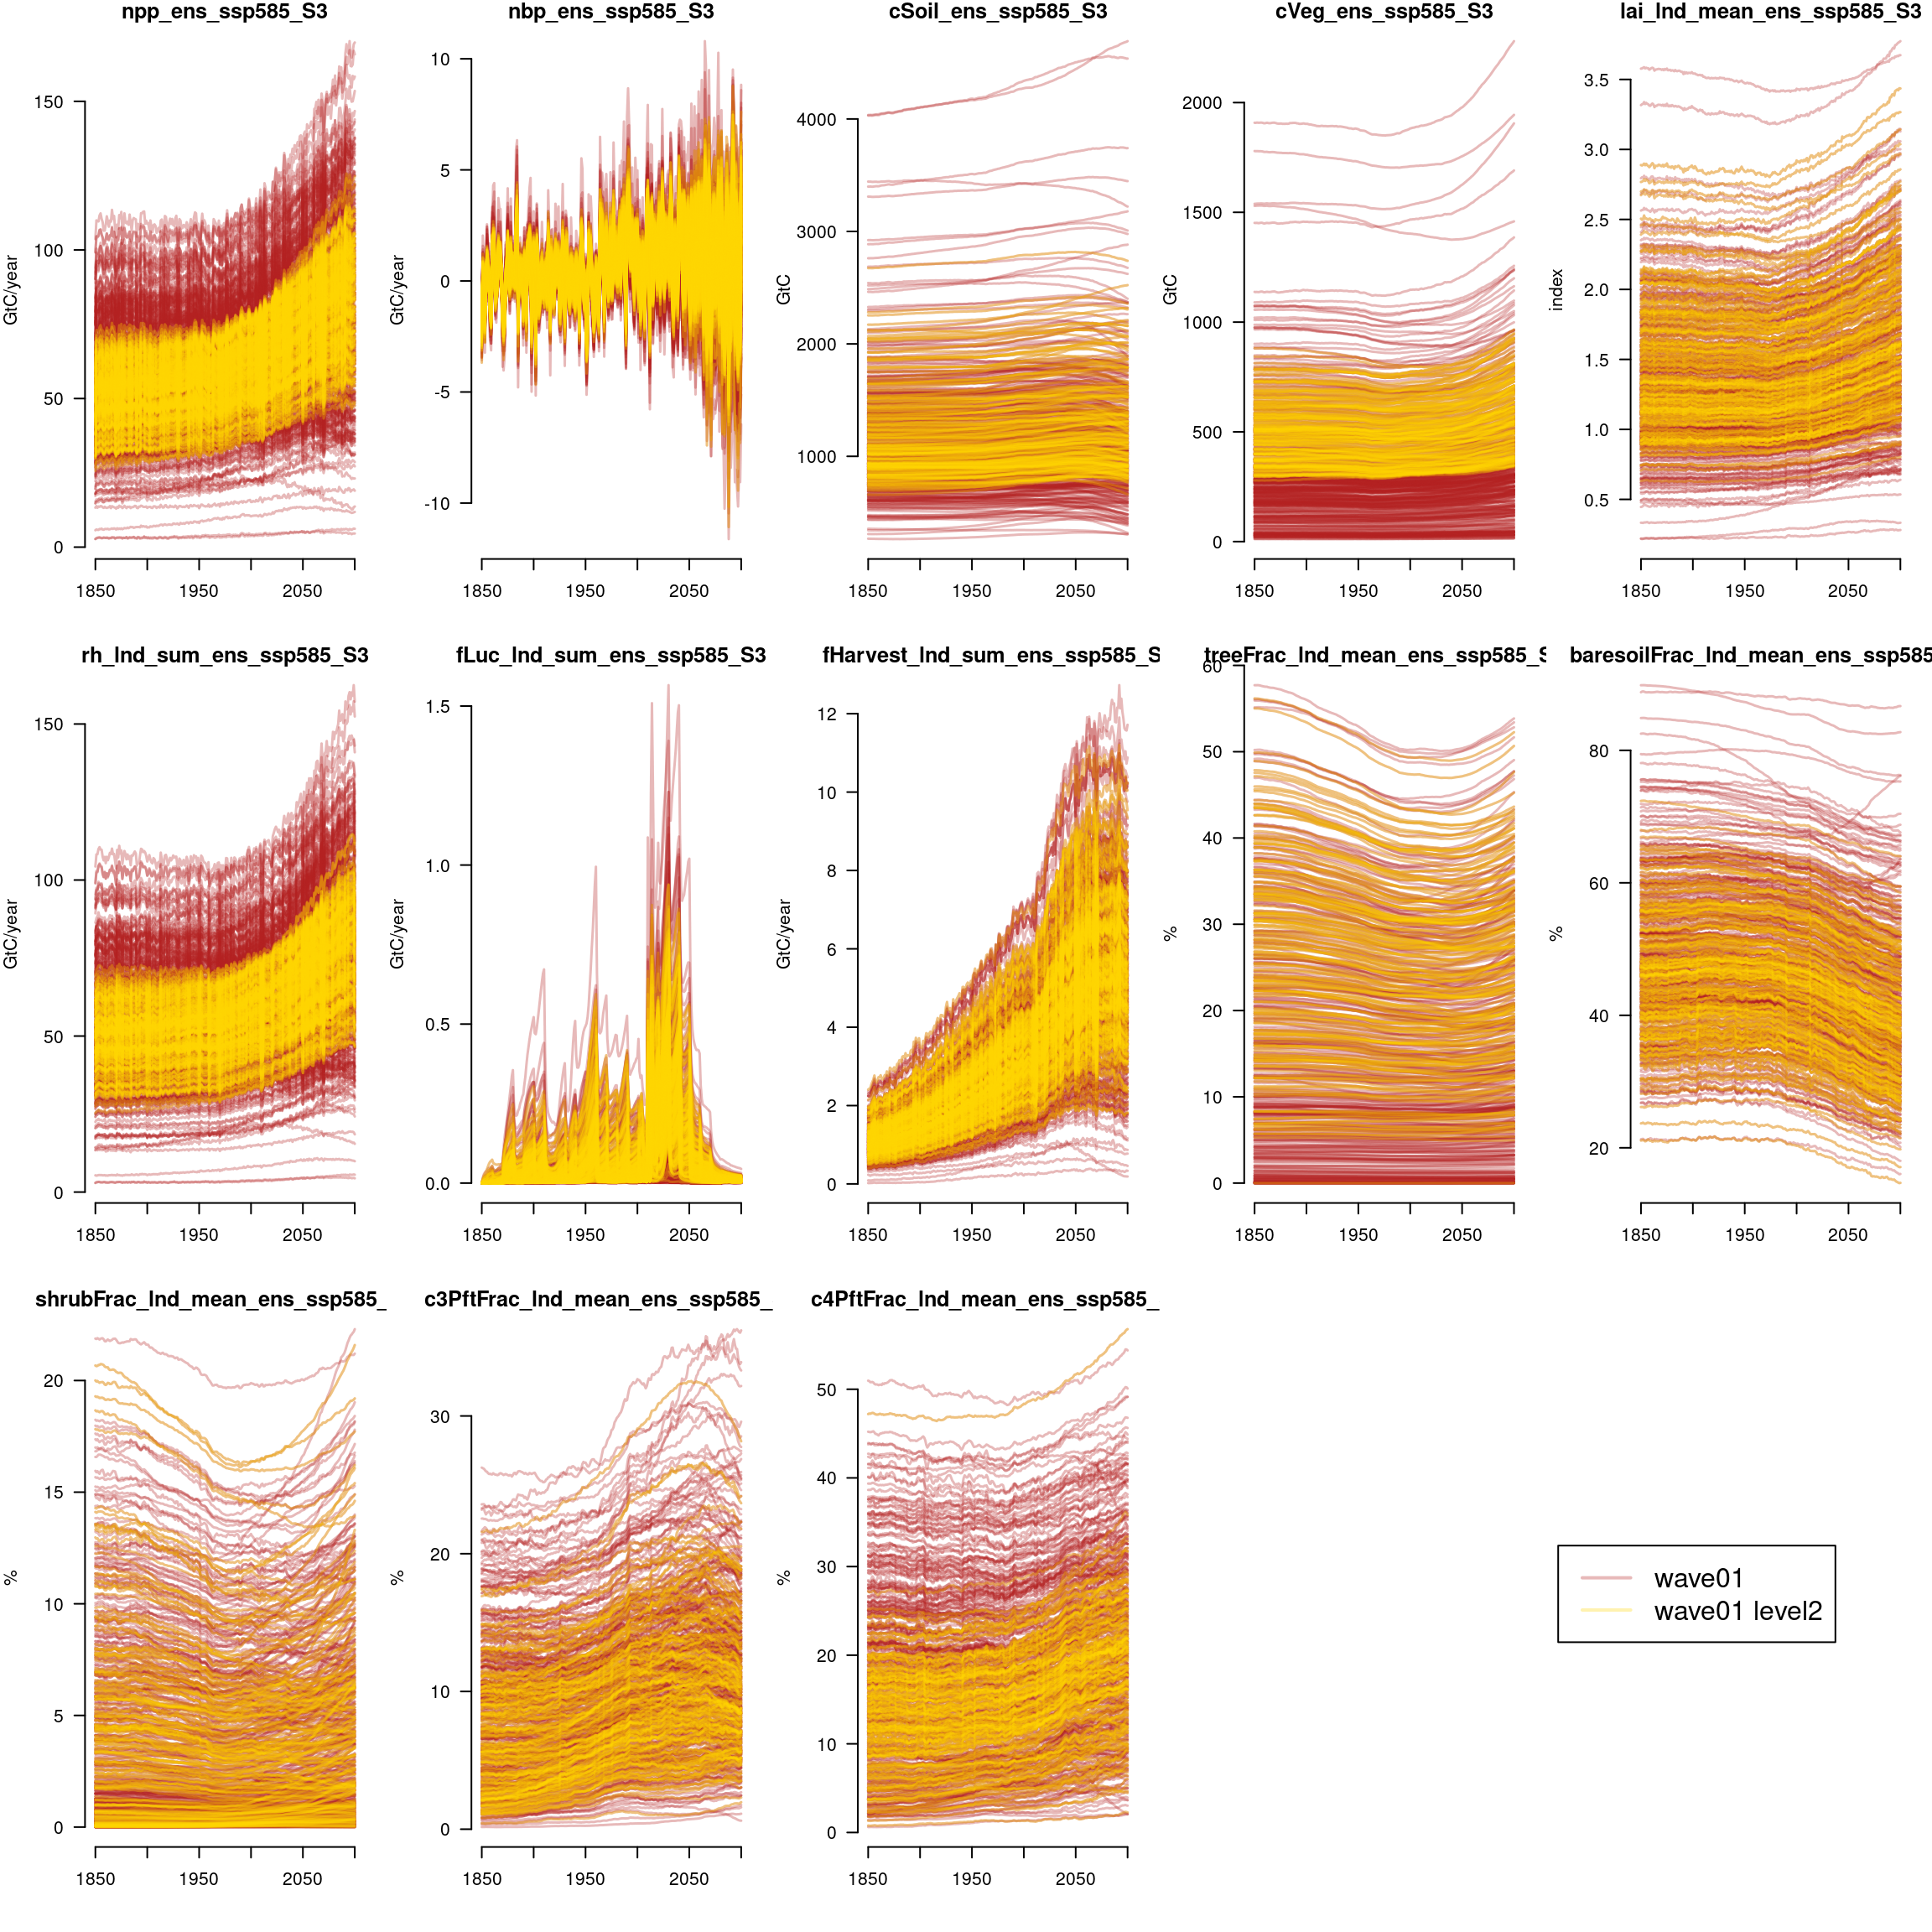 npp_ens_ssp585_S3
nbp_ens_ssp585_S3
cSoil_ens_ssp585_S3
cVeg_ens_ssp585_S3
lai_lnd_mean_ens_ssp585_S3
GtC/year
150
100
50
0
1850 1950 2050
GtC/year
10
5
0
-5
-10
1850 1950 2050
GtC
4000
3000
2000
1000
1850 1950 2050
GtC
2000
1500
1000
500
0
1850 1950 2050
index
3.5
3.0
2.5
2.0
1.5
1.0
0.5
1850 1950 2050
rh_lnd_sum_ens_ssp585_S3
fLuc_lnd_sum_ens_ssp585_S3
fHarvest_lnd_sum_ens_ssp585_S
treeFrac_lnd_mean_ens_ssp585_S
baresoilFrac_lnd_mean_ens_ssp585
GtC/year
150
100
50
0
1850 1950 2050
GtC/year
1.5
1.0
0.5
0.0
1850 1950 2050
GtC/year
12
10
8
6
4
2
0
1850 1950 2050
%
60
50
40
30
20
10
0
1850 1950 2050
%
80
60
40
20
1850 1950 2050
shrubFrac_lnd_mean_ens_ssp585_
c3PftFrac_lnd_mean_ens_ssp585_
c4PftFrac_lnd_mean_ens_ssp585_
%
20
15
10
5
0
1850 1950 2050
%
30
20
10
0
1850 1950 2050
%
50
40
30
20
10
0
1850 1950 2050
wave01
wave01 level2